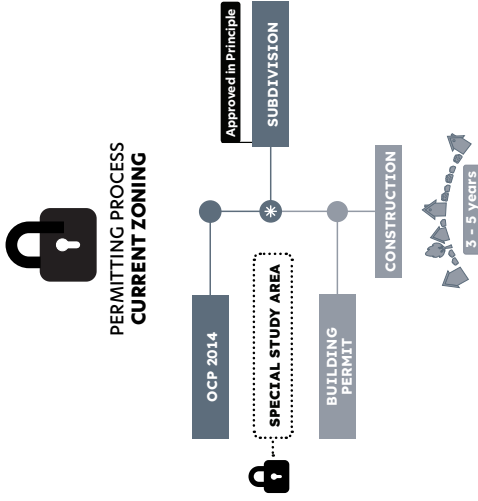 PERMITTING PROCESS
CURRENT ZONING
OCP 2014
Approved in Principle
SUBDIVISION
SPECIAL STUDY AREA
BUILDING
PERMIT
CONSTRUCTION
3 – 5 years